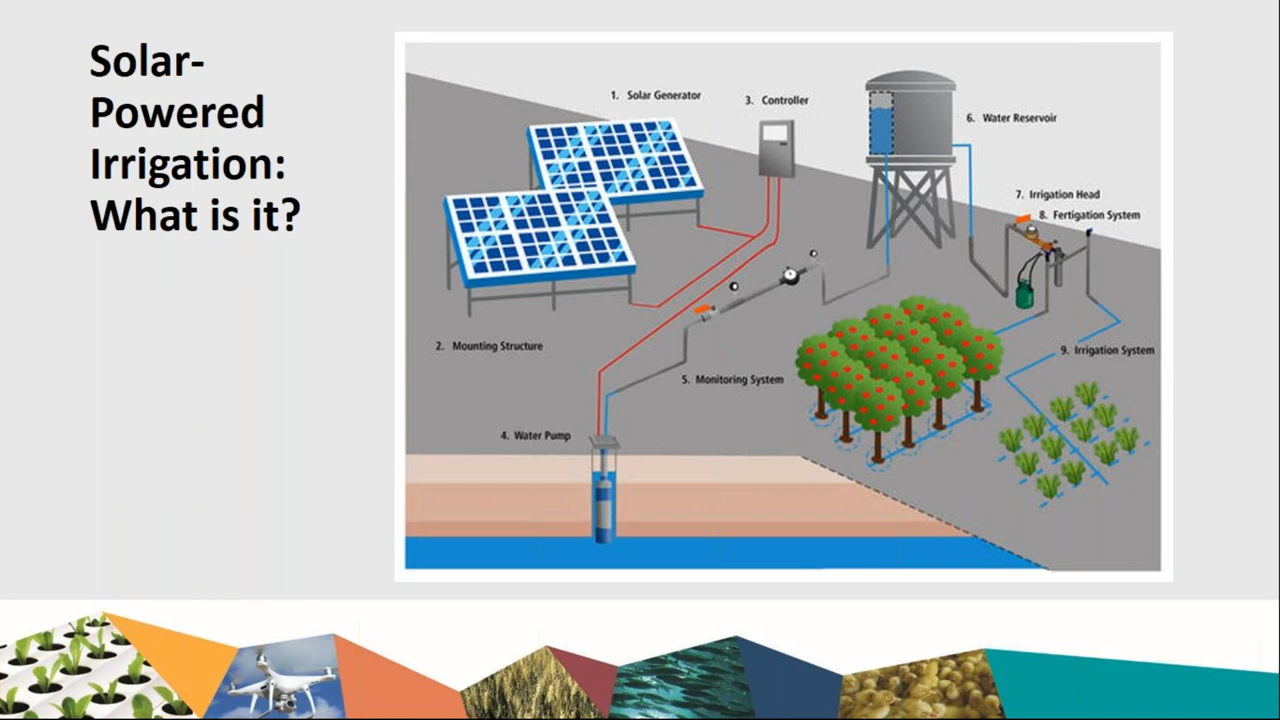 Solar-
Powered
Irrigation:
What is it?
1. Solar Generator
3. Controller
6. Water Reservoir
7. Irrigation Head
8. Fertigation System
2. Mounting Structure
9. Irrigation System
5. Monitoring System
4. Water Pump